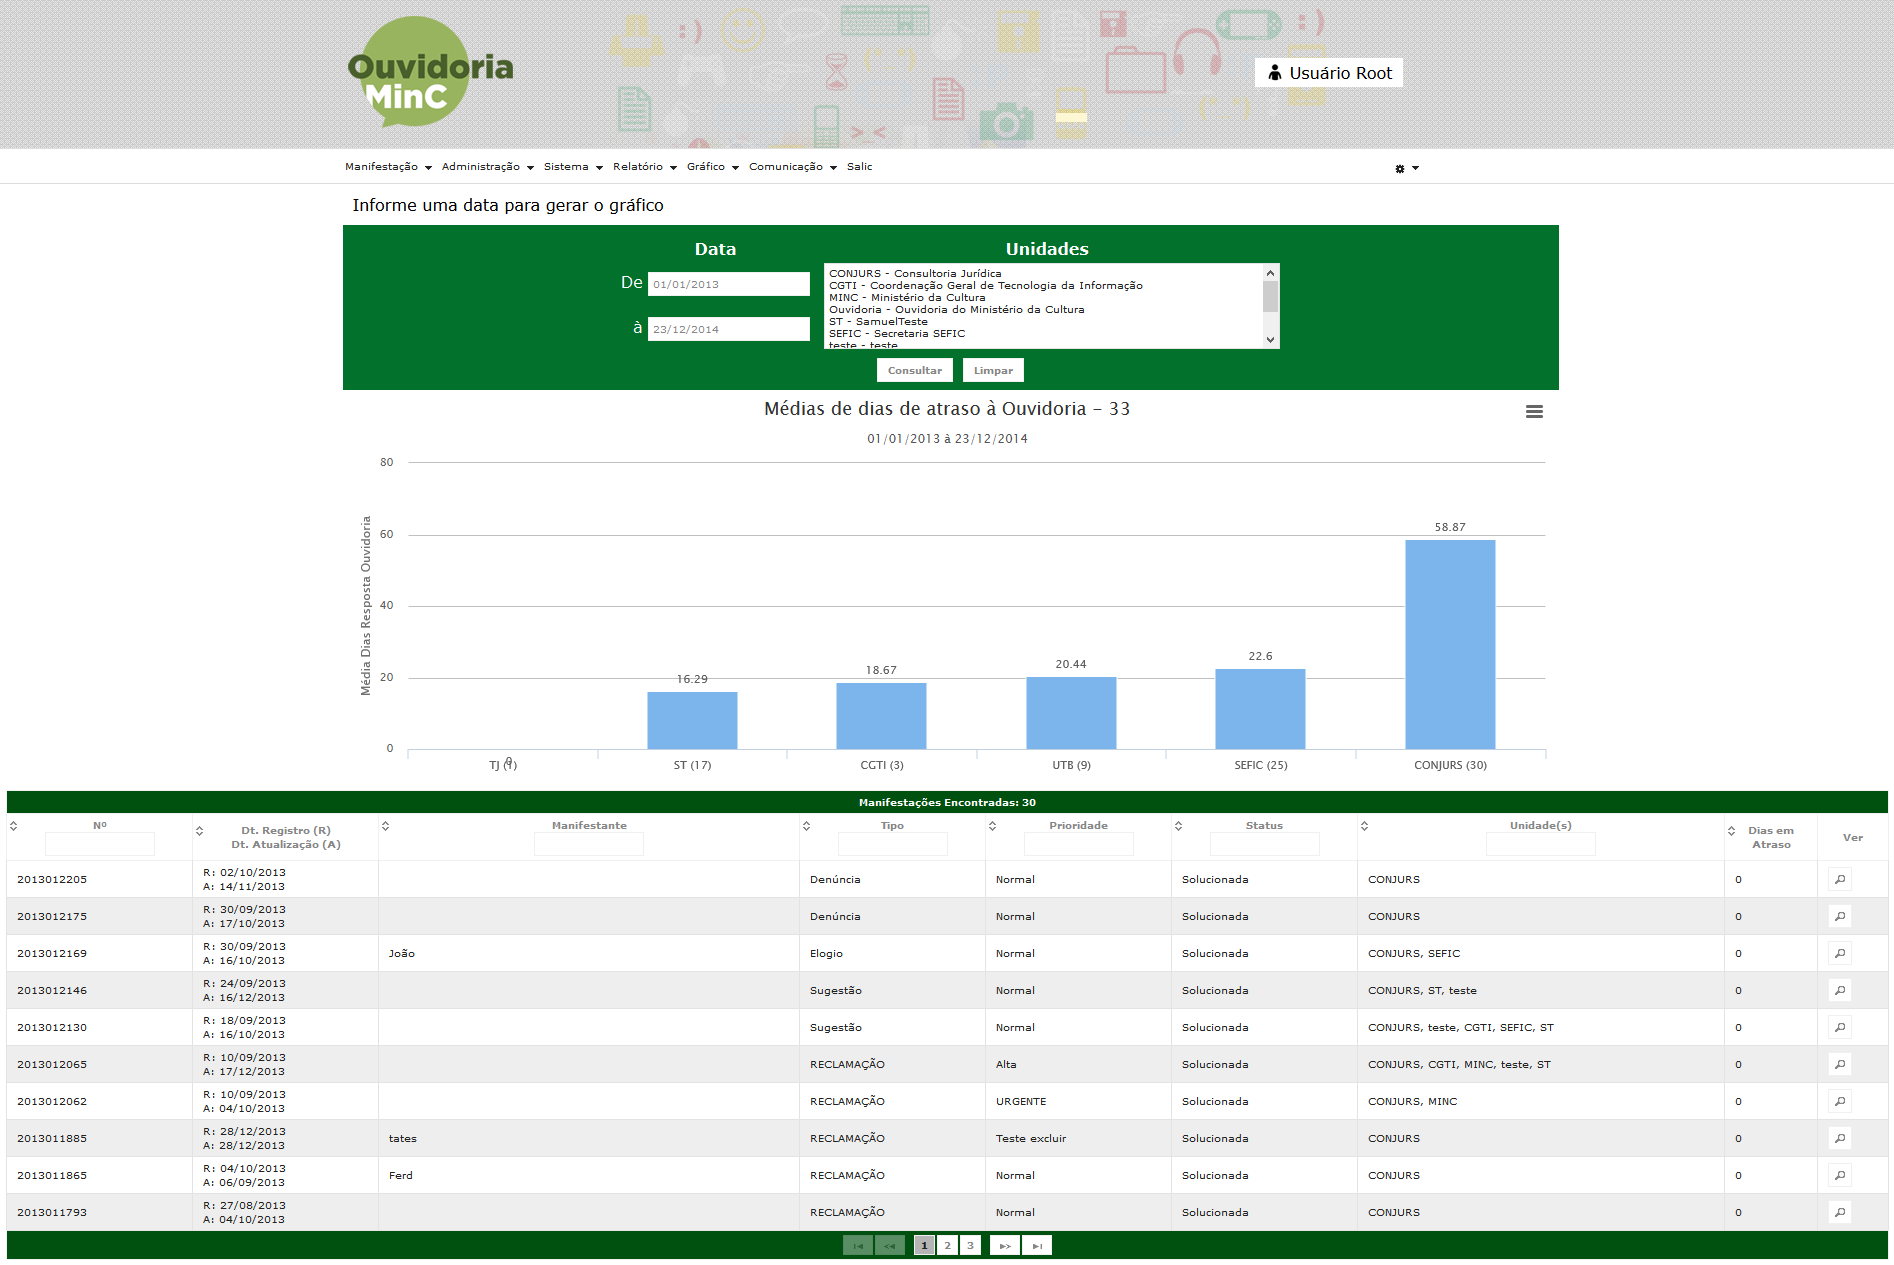 Ouvidoria
MinC
Usuário Root
Manifestação Administração Sistema Relatório Gráfico Comunicação Salic
Informe uma data para gerar o gráfico
Data Unidades
De 01/01/2013
à 23/12/2014
CONJURS - Consultoria Jurídica
CGTI - Coordenação Geral de Tecnologia da Informação
MINC - Ministério da Cultura
Ouvidoria - Ouvidoria do Ministério da Cultura
ST - SamuelTeste
SEFIC - Secretaria SEFIC
teste - teste
Consultar Limpar
Médias de dias de atraso à Ouvidoria - 33
01/01/2013 à 23/12/2014
Média Dias Resposta Ouvidoria
80
60
40
20
0
0
16.29
18.67
20.44
22.6
58.87
TJ (1) ST (17) CGTI (3) UTB (9) SEFIC (25) CONJURS (30)
Manifestações Encontradas: 30
Nº Dt. Registro (R) Manifestante Tipo Prioridade Status Unidade(s) Dias em Ver
Dt. Atualização (A) Atraso
2013012205 R: 02/10/2013 Denúncia Normal Solucionada CONJURS 0
A: 14/11/2013
2013012175 R: 30/09/2013 Denúncia Normal Solucionada CONJURS 0
A: 17/10/2013
2013012169 R: 30/09/2013 João Elogio Normal Solucionada CONJURS, SEFIC 0
A: 16/10/2013
2013012146 R: 24/09/2013 Sugestão Normal Solucionada CONJURS, ST, teste 0
A: 16/12/2013
2013012130 R: 18/09/2013 Sugestão Normal Solucionada CONJURS, teste, CGTI, SEFIC, ST 0
A: 16/10/2013
2013012065 R: 10/09/2013 RECLAMAÇÃO Alta Solucionada CONJURS, CGTI, MINC, teste, ST 0
A: 17/12/2013
2013012062 R: 10/09/2013 RECLAMAÇÃO URGENTE Solucionada CONJURS, MINC 0
A: 04/10/2013
2013011885 R: 28/12/2013 tates RECLAMAÇÃO Teste excluir Solucionada CONJURS 0
A: 28/12/2013
2013011865 R: 04/10/2013 Ferd RECLAMAÇÃO Normal Solucionada CONJURS 0
A: 06/09/2013
2013011793 R: 27/08/2013 RECLAMAÇÃO Normal Solucionada CONJURS 0
A: 04/10/2013
1 2 3